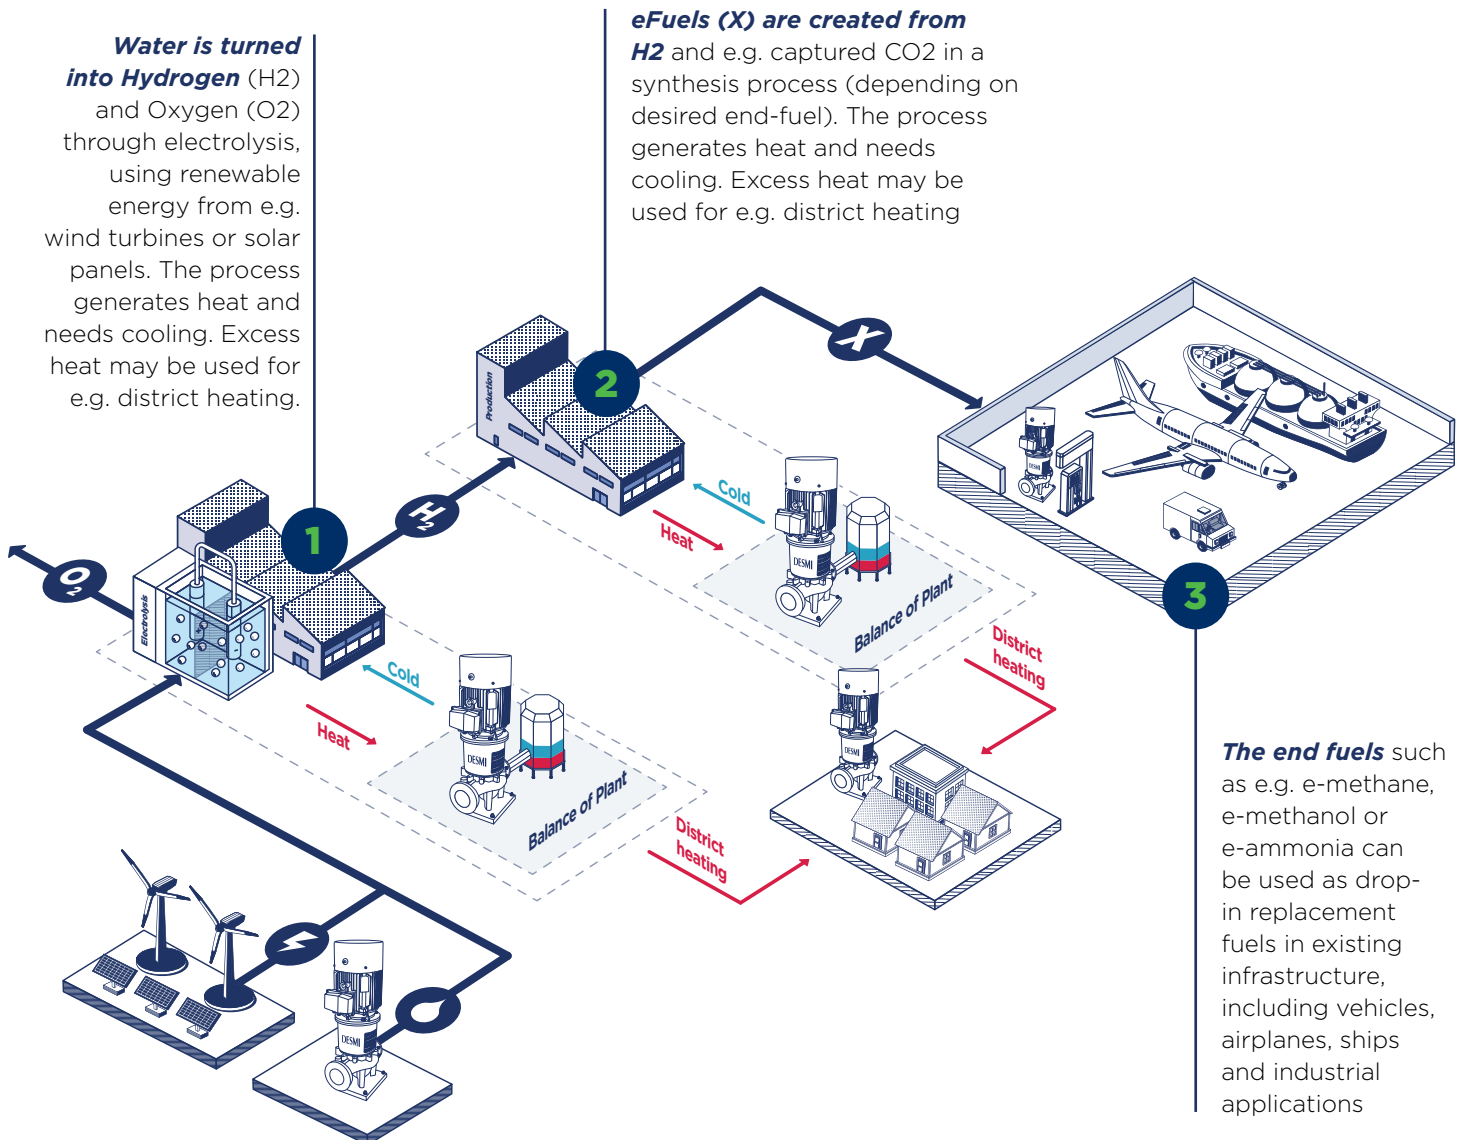 Water is turned
into Hydrogen (H2)
and Oxygen (O2)
through electrolysis,
using renewable
energy from e.g.
wind turbines or solar
panels. The process
generates heat and
needs cooling. Excess
heat may be used for
e.g. district heating.
eFuels (X) are created from
H2 and e.g. captured CO2 in a
synthesis process (depending on
desired end-fuel). The process
generates heat and needs
cooling. Excess heat may be
used for e.g. district heating
X
Production
2
DESMI
H2
Cold
Heat
DESMI
1
O2
3
Electrolysis
Balance of Plant
District
heating
Cold
Heat
DESMI
DESMI
Balance of Plant
District
heating
The end fuels such
as e.g. e-methane,
e-methanol or
e-ammonia can
be used as drop-
in replacement
fuels in existing
infrastructure,
including vehicles,
airplanes, ships
and industrial
applications
DESMI